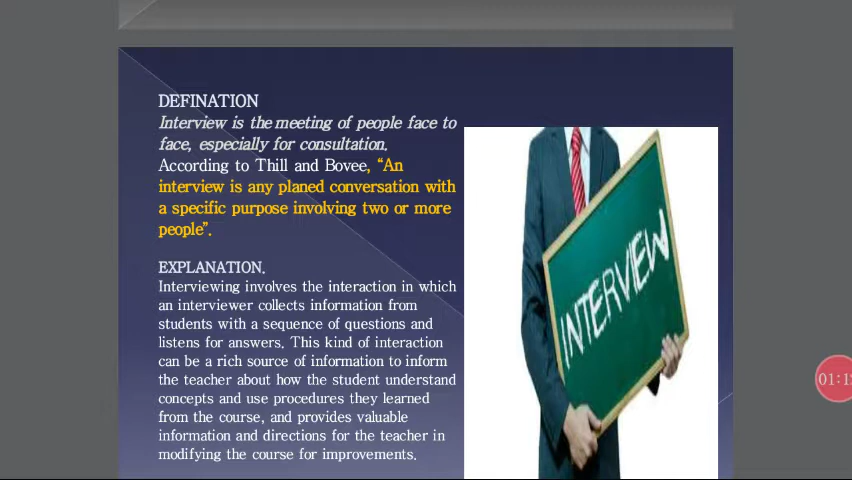 DEFINATION
Interview is the meeting of people face to
face, especially for consultation.
According to Thill and Bovee, “An
interview is any planed conversation with
a specific purpose involving two or more
people”.
EXPLANATION.
Interviewing involves the interaction in which
an interviewer collects information from
students with a sequence of questions and
listens for answers. This kind of interaction
can be a rich source of information to inform
the teacher about how the student understand
concepts and use procedures they learned
from the course, and provides valuable
information and directions for the teacher in
modifying the course for improvements.
INTERVIEW